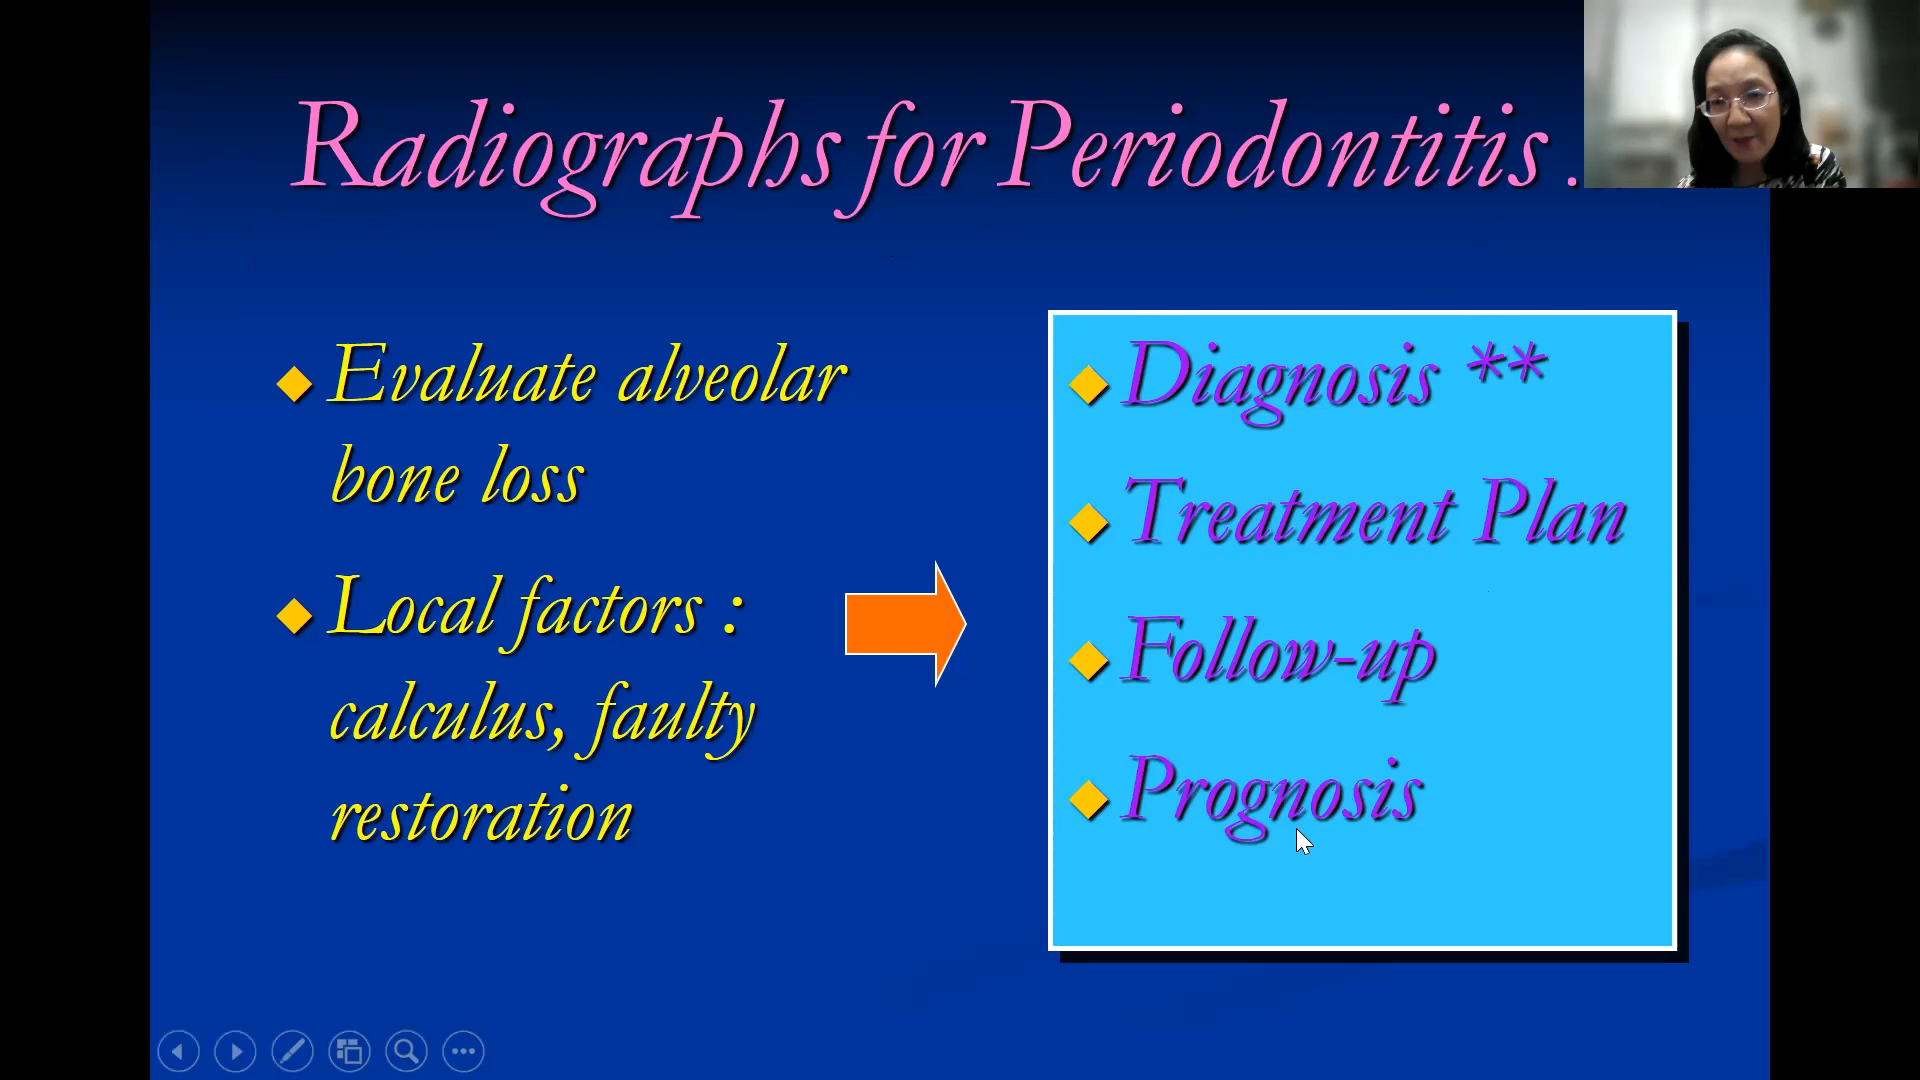 Radiographs for Periodontitis .
Evaluate alveolar
bone loss
Local factors :
calculus, faulty
restoration
Diagnosis **
Treatment Plan
Follow-up
Prognosis